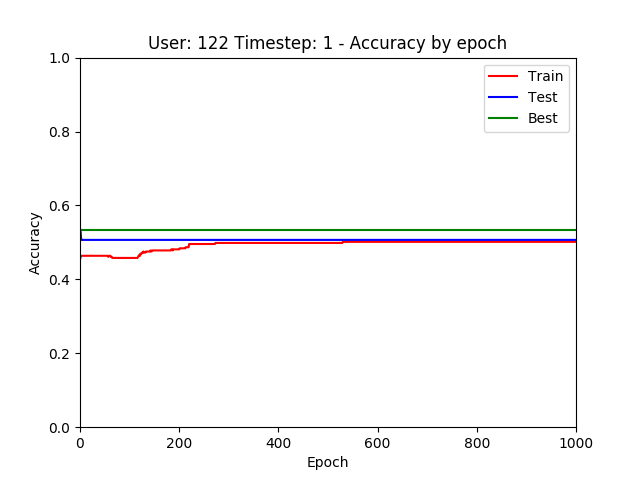 User: 122 Timestep: 1 - Accuracy by epoch
1.0
0.8
0.6
0.4
0.2
0.0
Accuracy
Train
Test
Best
0 200 400 600 800 1000
Epoch